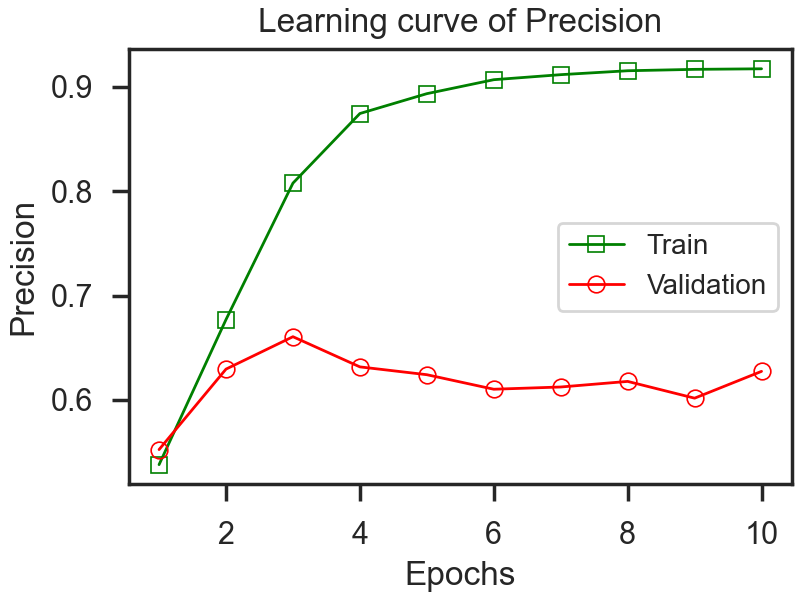 Learning curve of Precision
Precision
0.9
0.8
0.7
0.6
Train
Validation
2 4 6 8 10
Epochs